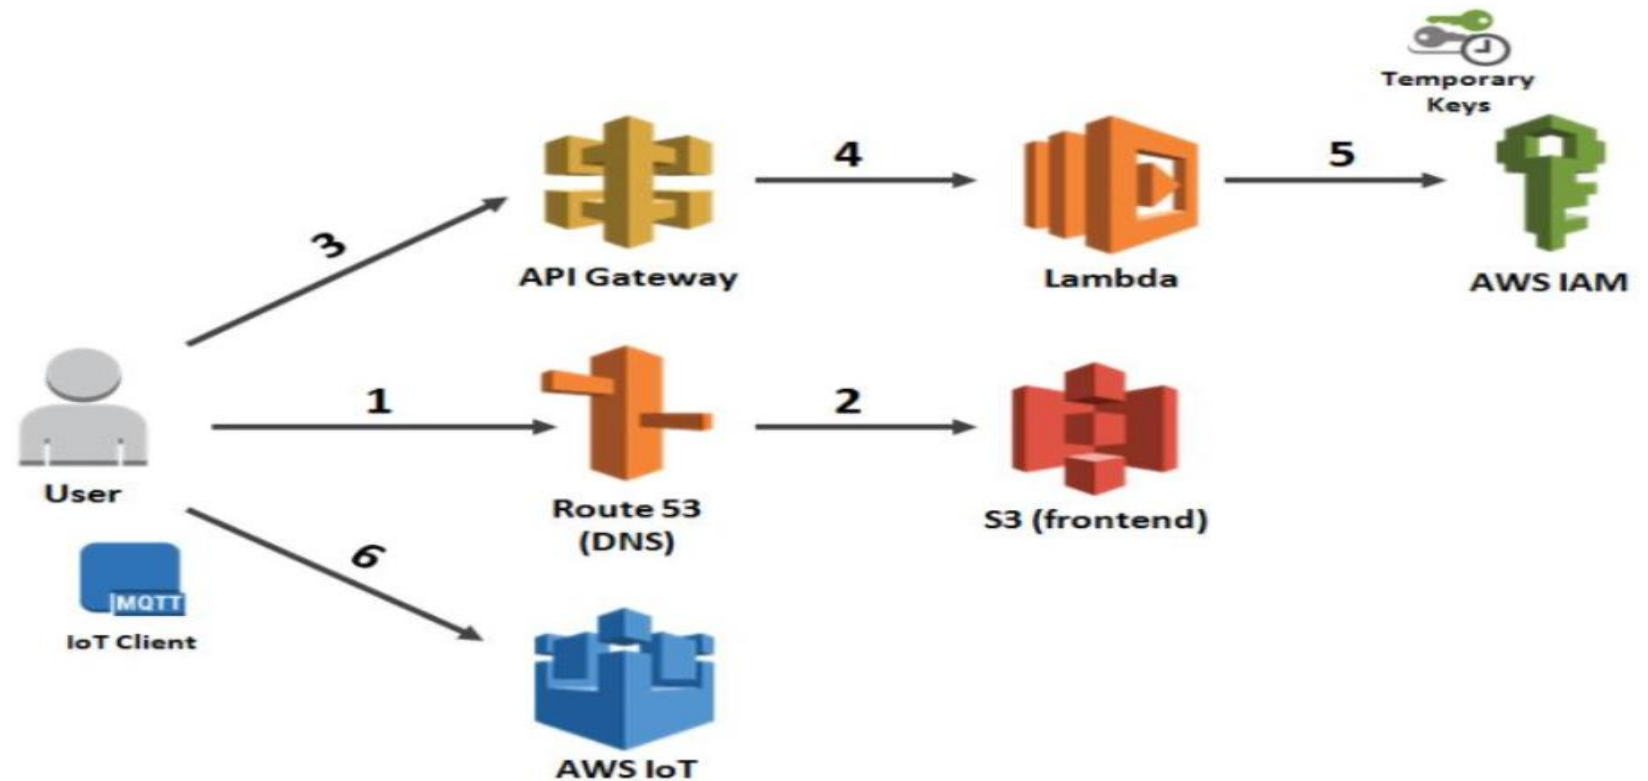 Temporary
Keys
4
5
3
API Gateway
Lambda
AWS IAM
1
2
User
Route 53
(DNS)
S3 (frontend)
6
MQTT
IoT Client
AWS IoT